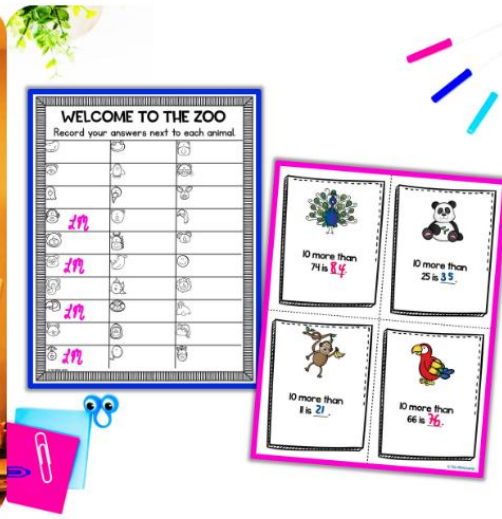 WELCOME TO THE ZOO
Record your answers next to each animal.
10 more than
74 is 84.
10 more than
25 is 35.
10 more than
11 is 21.
10 more than
66 is 76.